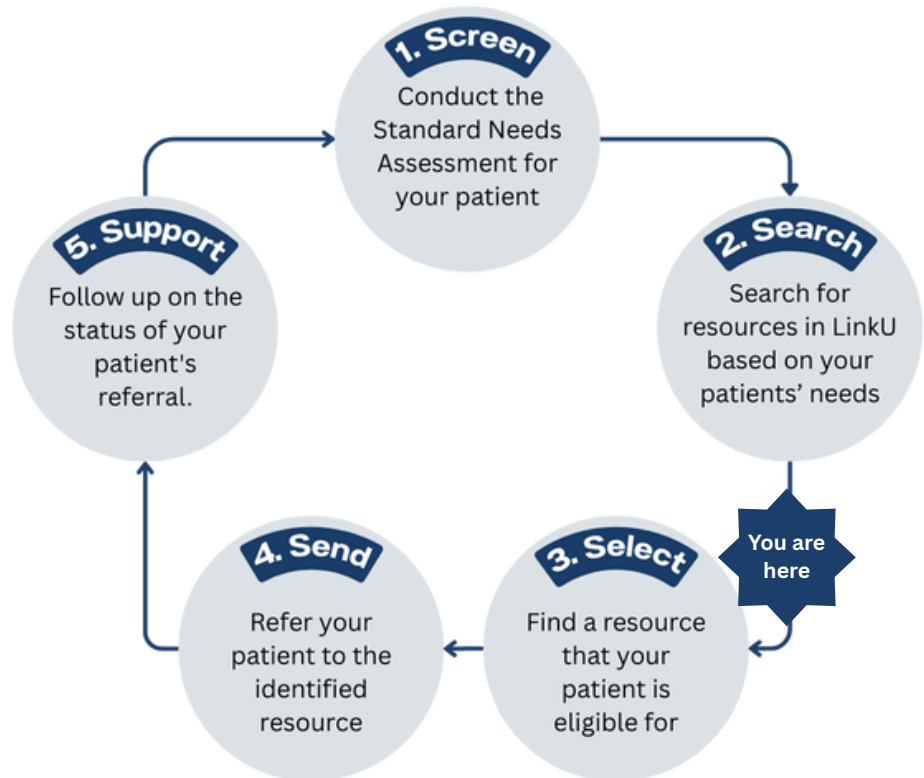 1. Screen
Conduct the
Standard Needs
Assessment for
your patient
2. Search
Search for
resources in LinkU
based on your
patients’ needs
You are
here
3. Select
Find a resource
that your
patient is
eligible for
4. Send
Refer your
patient to the
identified
resource
5. Support
Follow up on the
status of your
patient's
referral.